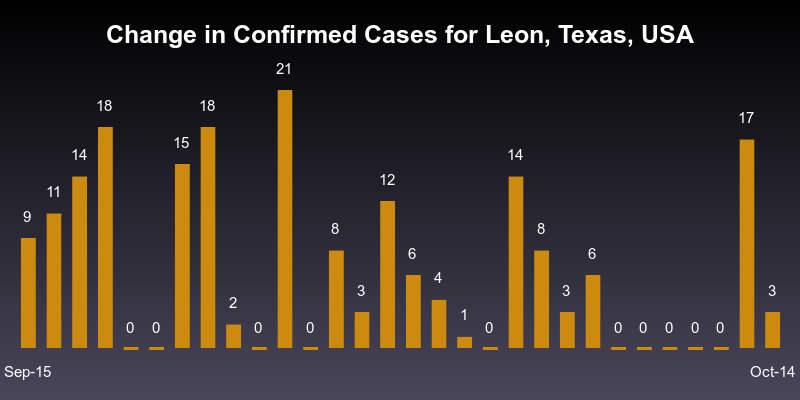 Change in Confirmed Cases for Leon, Texas, USA
9 11 14 18 0 0 15 18 2 0 21 0 8 3 12 6 4 1 0 14 8 3 6 0 0 0 0 0 17 3
Sep-15 Oct-14